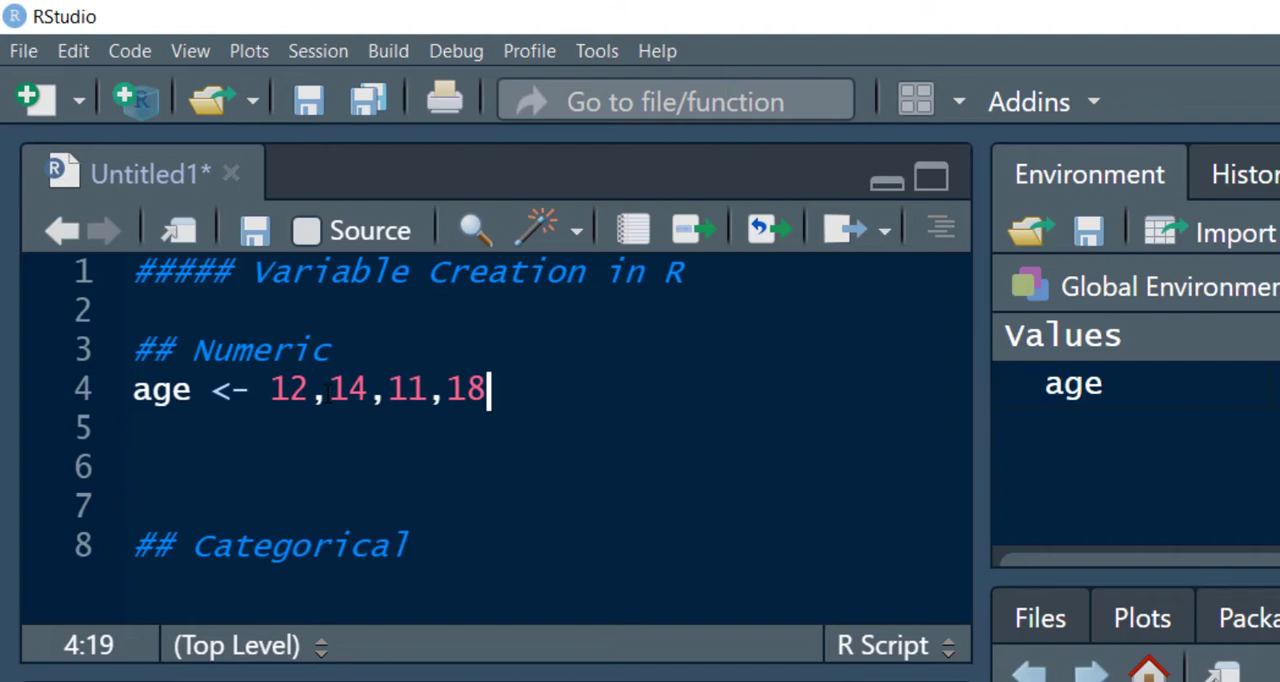 RStudio
File Edit Code View Plots Session Build Debug Profile Tools Help
Go to file/function Addins
Untitled1*
Source
1 ##### Variable Creation in R
2
3 ## Numeric
4 age <- 12,14,11,18
5
6
7
8 ## Categorical
4:19 (Top Level) R Script
Environment Histor
Import
Global Environmen
Values
age
Files Plots Packa